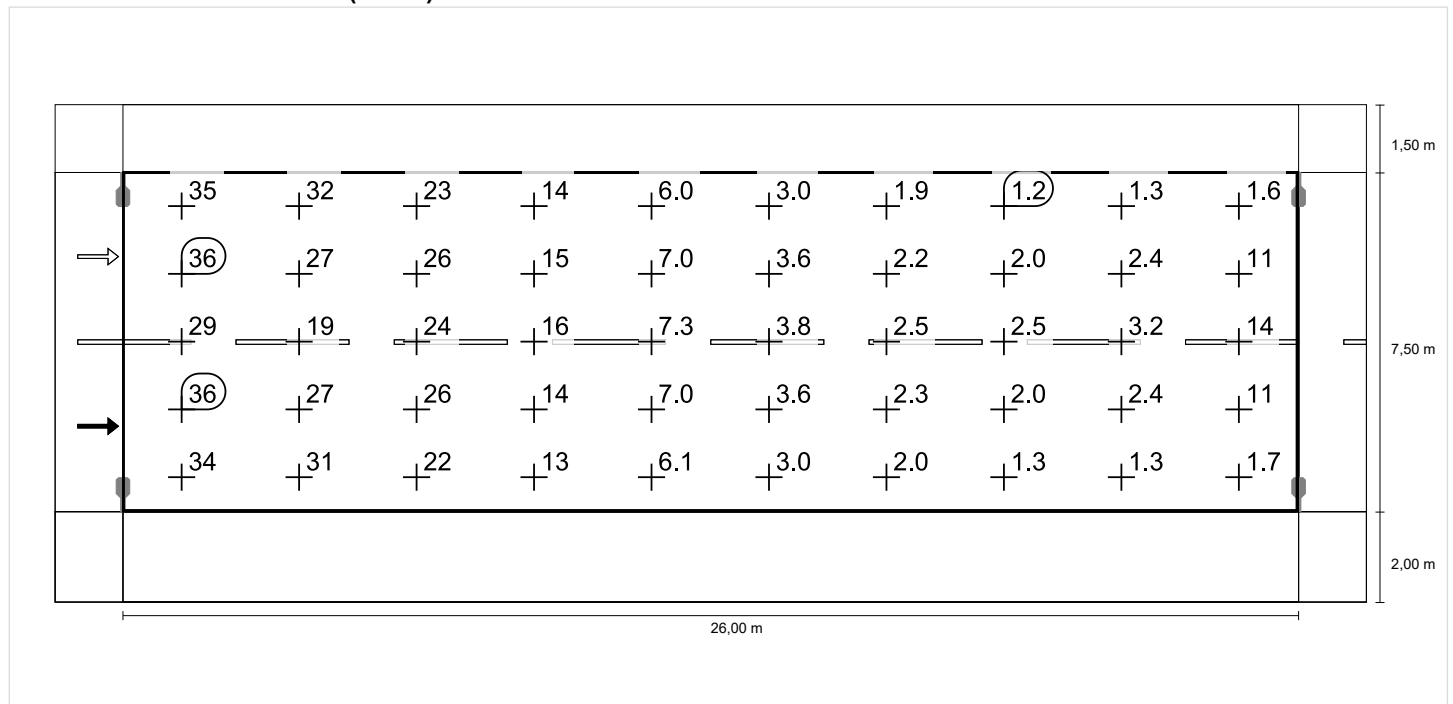 1,50 m
35 32 23 14 6.0 3.0 1.9 1.2 1.3 1.6
36 27 26 15 7.0 3.6 2.2 2.0 2.4 11
29 19 24 16 7.3 3.8 2.5 2.5 3.2 14
7,50 m
36 27 26 14 7.0 3.6 2.3 2.0 2.4 11
34 31 22 13 6.1 3.0 2.0 1.3 1.3 1.7
2,00 m
26,00 m